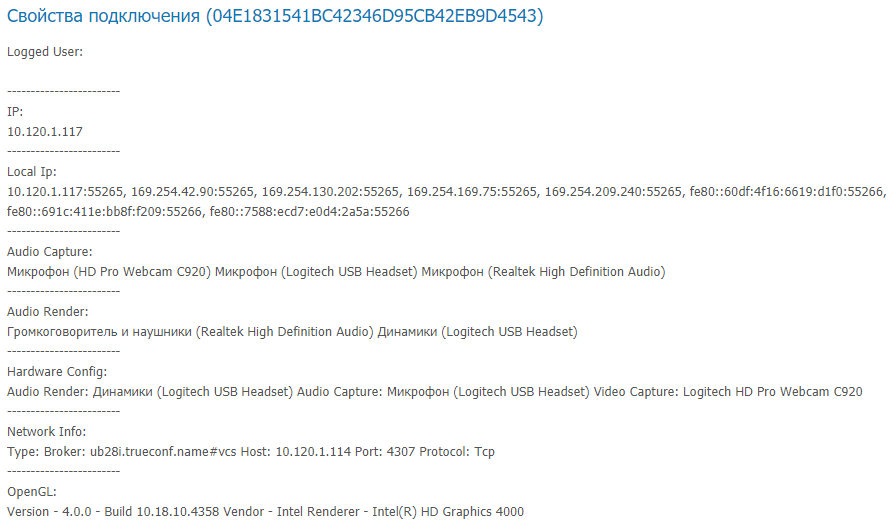 Свойства подключения (04E1831541BC42346D95CB42EB9D4543)
Logged User:
------------------------
IP:
10.120.1.117
------------------------
Local Ip:
10.120.1.117:55265, 169.254.42.90:55265, 169.254.130.202:55265, 169.254.169.75:55265, 169.254.209.240:55265, fe80::60df:4f16:6619:d1f0:55266,
fe80::691c:411e:bb8f:f209:55266, fe80::7588:ecd7:e0d4:2a5a:55266
------------------------
Audio Capture:
Микрофон (HD Pro Webcam C920) Микрофон (Logitech USB Headset) Микрофон (Realtek High Definition Audio)
------------------------
Audio Render:
Громкоговоритель и наушники (Realtek High Definition Audio) Динамики (Logitech USB Headset)
------------------------
Hardware Config:
Audio Render: Динамики (Logitech USB Headset) Audio Capture: Микрофон (Logitech USB Headset) Video Capture: Logitech HD Pro Webcam C920
------------------------
Network Info:
Type: Broker: ub28i.trueconf.name#vcs Host: 10.120.1.114 Port: 4307 Protocol: Tcp
------------------------
OpenGL:
Version - 4.0.0 - Build 10.18.10.4358 Vendor - Intel Renderer - Intel(R) HD Graphics 4000